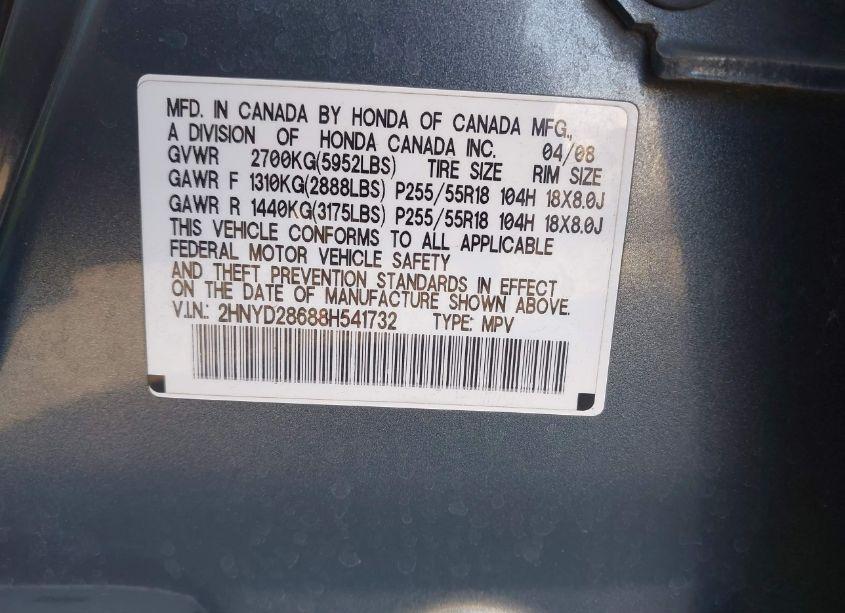 MFD. IN CANADA BY HONDA OF CANADA MFG.,
A DIVISION OF HONDA CANADA INC. 04/08
GVWR 2700KG(5952LBS) TIRE SIZE RIM SIZE
GAWR F 1310KG(2888LBS) P255/55R18 104H 18X8.0J
GAWR R 1440KG(3175LBS) P255/55R18 104H 18X8.0J
THIS VEHICLE CONFORMS TO ALL APPLICABLE
FEDERAL MOTOR VEHICLE SAFETY
AND THEFT PREVENTION STANDARDS IN EFFECT
ON THE DATE OF MANUFACTURE SHOWN ABOVE.
V.I.N.: 2HNYD28688H541732 TYPE: MPV